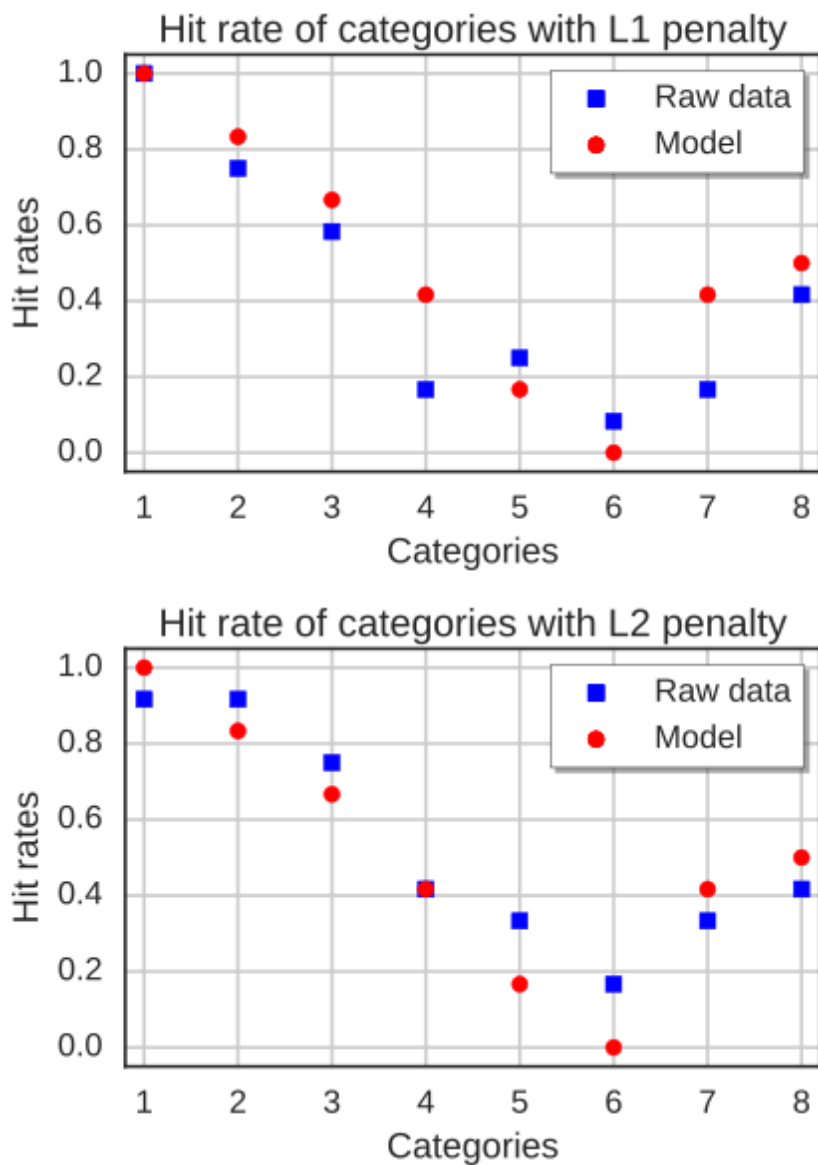 Hit rate of categories with L1 penalty
1.0
0.8
0.6
0.4
0.2
0.0
Hit rates
Raw data
Model
1 2 3 4 5 6 7 8
Categories
Hit rate of categories with L2 penalty
1.0
0.8
0.6
0.4
0.2
0.0
Hit rates
Raw data
Model
1 2 3 4 5 6 7 8
Categories